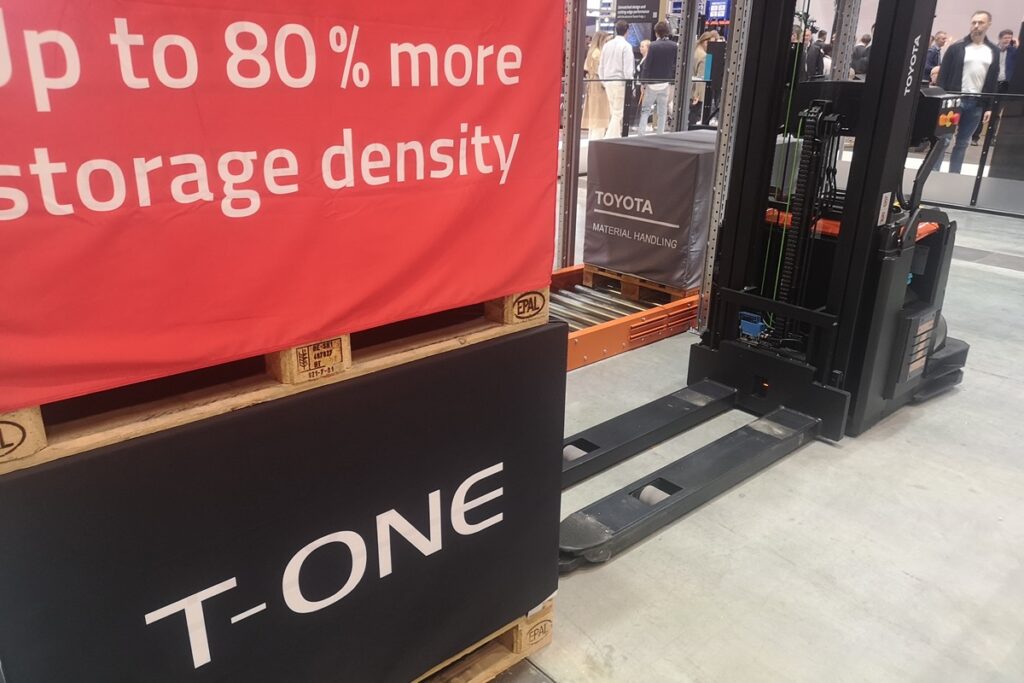 Up to 80% more
storage density
EPAL
T-ONE
EPAL
TOYOTA
MATERIAL HANDLING
TOYOTA